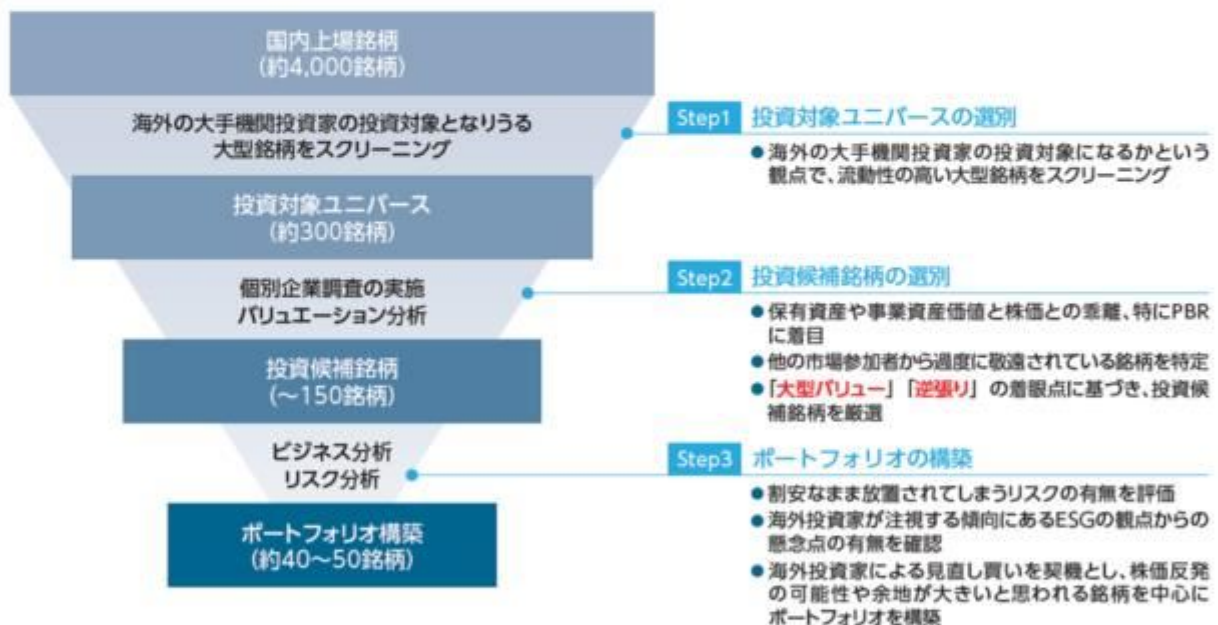 国内上場銘柄
(約4,000銘柄)
海外の大手機関投資家の投資対象となりうる
大型銘柄をスクリーニング
投資対象ユニバース
(約300銘柄)
個別企業調査の実施
バリュエーション分析
投資候補銘柄
(～150銘柄)
ビジネス分析
リスク分析
ポートフォリオ構築
(約40～50銘柄)
Step1 投資対象ユニバースの選別
●海外の大手機関投資家の投資対象になるかという
観点で、流動性の高い大型銘柄をスクリーニング
Step2 投資候補銘柄の選別
●保有資産や事業資産価値と株価との乖離、特にPBR
に着目
●他の市場参加者から過度に敬遠されている銘柄を特定
●「大型バリュー」「逆張り」の着眼点に基づき、投資候
補銘柄を厳選
Step3 ポートフォリオの構築
●割安なまま放置されてしまうリスクの有無を評価
●海外投資家が注視する傾向にあるESGの観点からの
懸念点の有無を確認
●海外投資家による見直し買いを契機とし、株価反発
の可能性や余地が大きいと思われる銘柄を中心に
ポートフォリオを構築